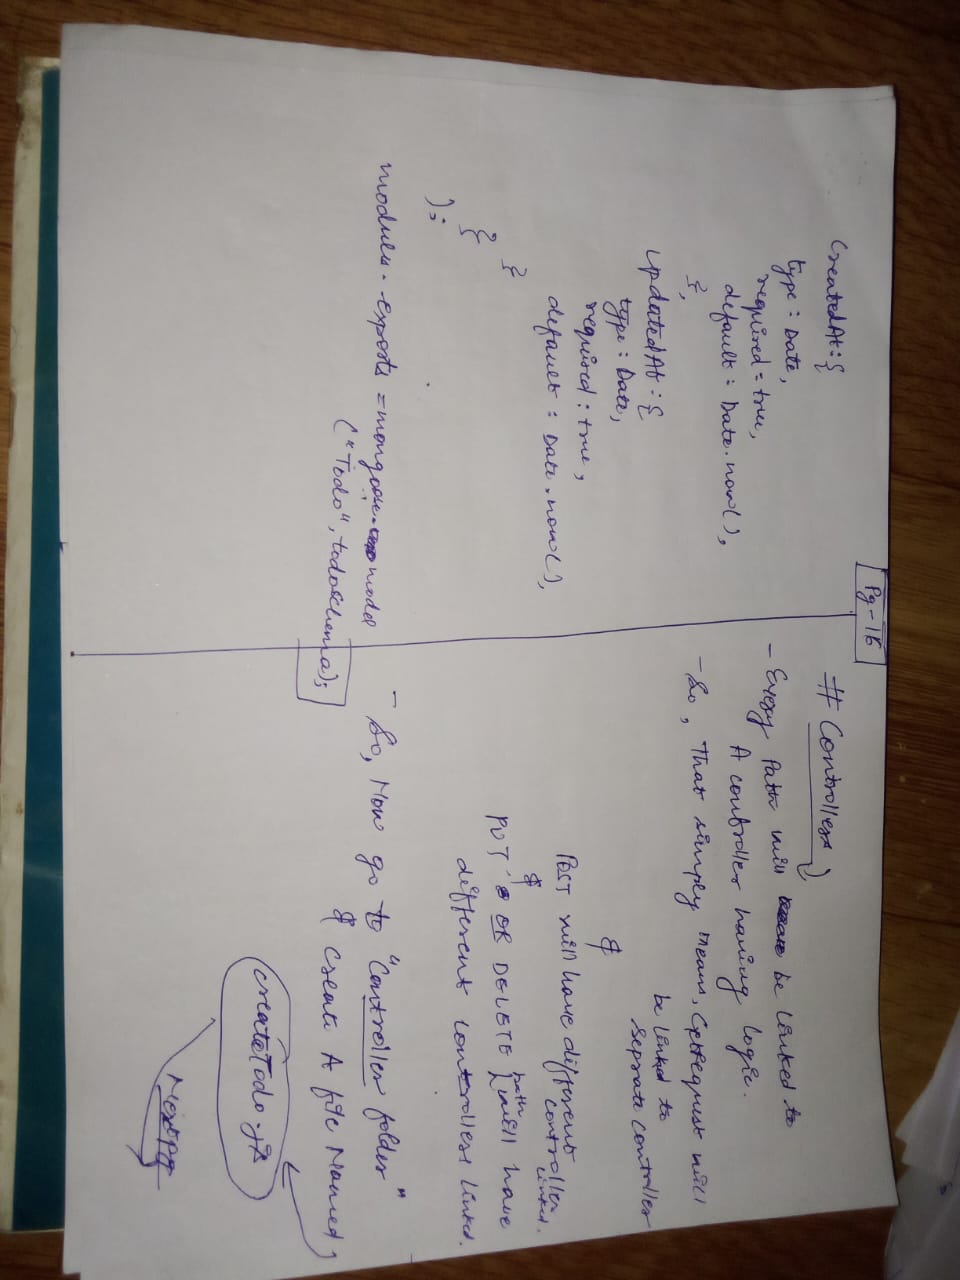 Pg-16
createdAt: {
type: Date,
required = true,
default: Date.now(),
},
updatedAt: {
type: Date,
required: true,
default: Date.now(),
}
}
);
module. exports = mongoose. model
("Todo", todoSchema);
# Controllers
- Every Path will be linked to
A controller having logic.
- So, That simply means, Get Request will
be linked to
Seprate controller
&
POST will have different
controller
linked.
&
PUT OR DELETE path will have
different controllers linked.
- So, Now go to "Controller folder"
& create A file Named
createTodo.js
Next pg